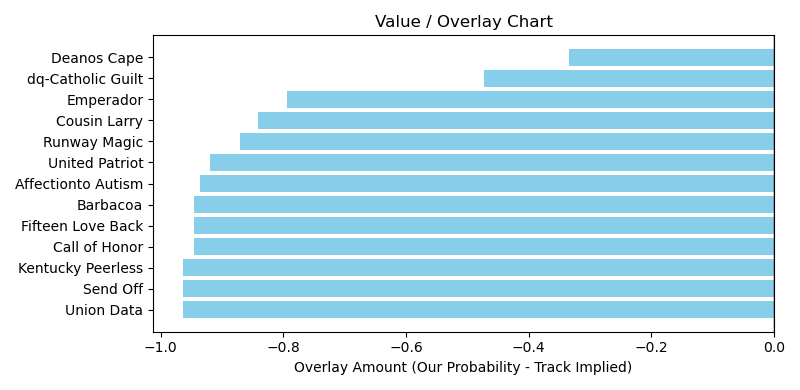 Value / Overlay Chart
Deanos Cape
dq-Catholic Guilt
Emperador
Cousin Larry
Runway Magic
United Patriot
Affectionto Autism
Barbacoa
Fifteen Love Back
Call of Honor
Kentucky Peerless
Send Off
Union Data
−1.0 −0.8 −0.6 −0.4 −0.2 0.0
Overlay Amount (Our Probability - Track Implied)